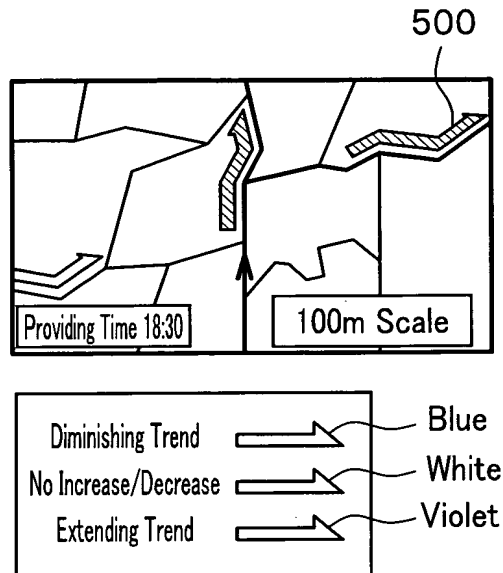 500
Providing Time 18:30
100m Scale
Diminishing Trend
Blue
No Increase/Decrease
White
Extending Trend
Violet